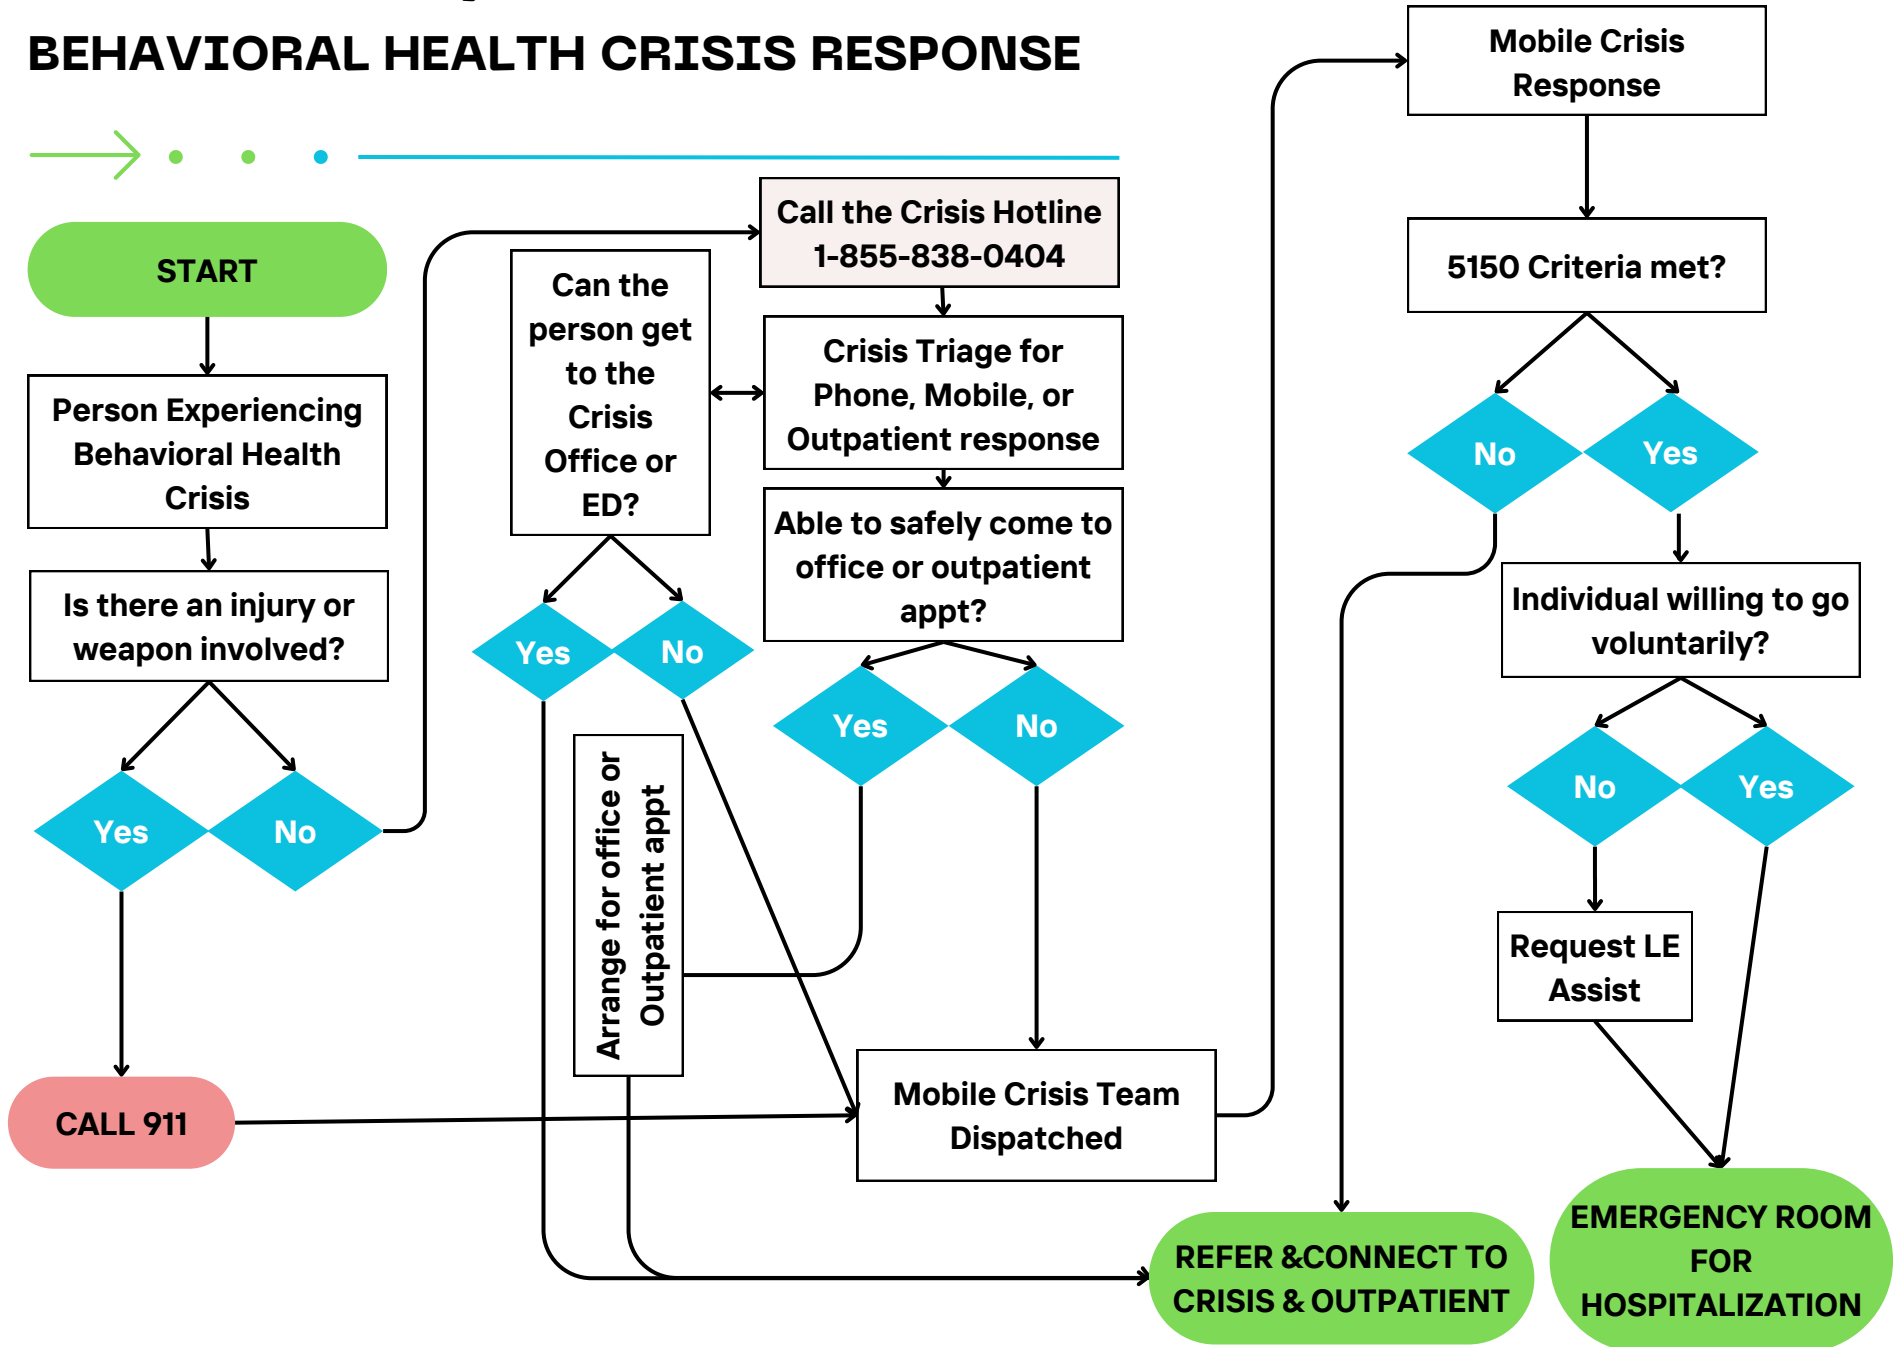 BEHAVIORAL HEALTH CRISIS RESPONSE
START
Person Experiencing
Behavioral Health
Crisis
Is there an injury or
weapon involved?
Yes
No
CALL 911
Call the Crisis Hotline
1-855-838-0404
Crisis Triage for
Phone, Mobile, or
Outpatient response
Can the
person get
to the
Crisis
Office or
ED?
Yes
No
Able to safely come to
office or outpatient
appt?
Yes
No
Arrange for office or
Outpatient appt
Mobile Crisis Team
Dispatched
Mobile Crisis
Response
5150 Criteria met?
No
Yes
Individual willing to go
voluntarily?
No
Yes
Request LE
Assist
REFER &CONNECT TO
CRISIS & OUTPATIENT
EMERGENCY ROOM
FOR
HOSPITALIZATION